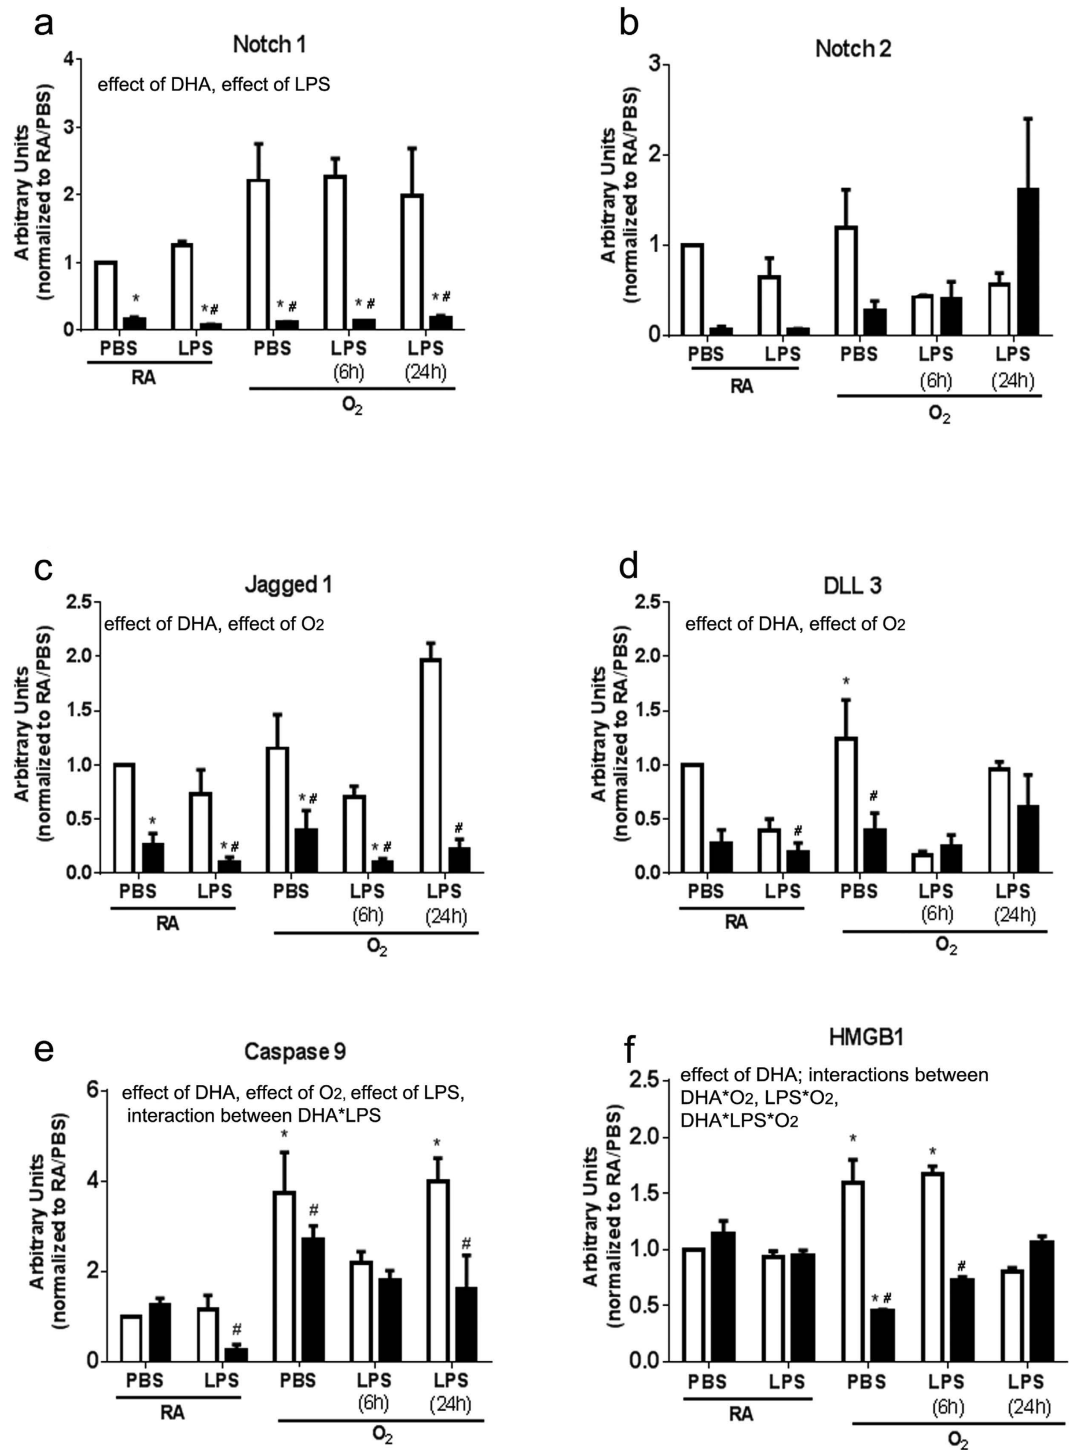 a
Notch 1
effect of DHA, effect of LPS
Arbitrary Units
(normalized to RA/PBS)
4
3
2
1
0
*
* #
* #
* #
* #
PBS LPS PBS LPS LPS
(6h) (24h)
RA
O2
b
Notch 2
Arbitrary Units
(normalized to RA/PBS)
3
2
1
0
PBS LPS PBS LPS LPS
(6h) (24h)
RA
O2
c
Jagged 1
effect of DHA, effect of O2
Arbitrary Units
(normalized to RA/PBS)
2.5
2.0
1.5
1.0
0.5
0.0
*
* #
* #
* #
#
PBS LPS PBS LPS LPS
(6h) (24h)
RA
O2
d
DLL 3
effect of DHA, effect of O2
Arbitrary Units
(normalized to RA/PBS)
2.5
2.0
1.5
1.0
0.5
0.0
#
*
#
PBS LPS PBS LPS LPS
(6h) (24h)
RA
O2
e
Caspase 9
effect of DHA, effect of O2, effect of LPS,
interaction between DHA*LPS
Arbitrary Units
(normalized to RA/PBS)
6
4
2
0
#
*
#
*
#
PBS LPS PBS LPS LPS
(6h) (24h)
RA
O2
f
HMGB1
effect of DHA; interactions between
DHA*O2, LPS*O2,
DHA*LPS*O2
Arbitrary Units
(normalized to RA/PBS)
2.5
2.0
1.5
1.0
0.5
0.0
*
* #
*
#
PBS LPS PBS LPS LPS
(6h) (24h)
RA
O2